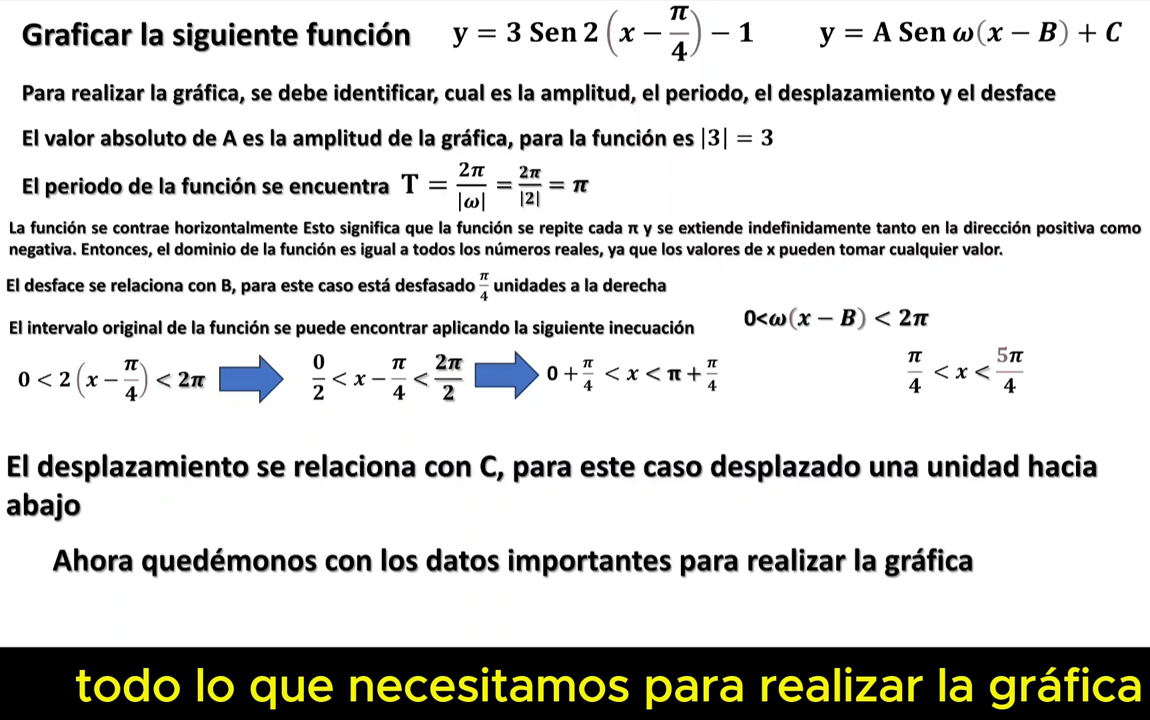 Graficar la siguiente función y = 3 Sen 2 (x − π/4) − 1 y = A Sen ω(x − B) + C
Para realizar la gráfica, se debe identificar, cual es la amplitud, el periodo, el desplazamiento y el desface
El valor absoluto de A es la amplitud de la gráfica, para la función es |3| = 3
El periodo de la función se encuentra T = 2π/|ω| = 2π/|2| = π
La función se contrae horizontalmente Esto significa que la función se repite cada π y se extiende indefinidamente tanto en la dirección positiva como
negativa. Entonces, el dominio de la función es igual a todos los números reales, ya que los valores de x pueden tomar cualquier valor.
El desface se relaciona con B, para este caso está desfasado π/4 unidades a la derecha
El intervalo original de la función se puede encontrar aplicando la siguiente inecuación 0<ω(x − B) < 2π
0 < 2 (x − π/4) < 2π 0/2 < x − π/4 < 2π/2 0 + π/4 < x < π + π/4 π/4 < x < 5π/4
El desplazamiento se relaciona con C, para este caso desplazado una unidad hacia
abajo
Ahora quedémonos con los datos importantes para realizar la gráfica
todo lo que necesitamos para realizar la gráfica